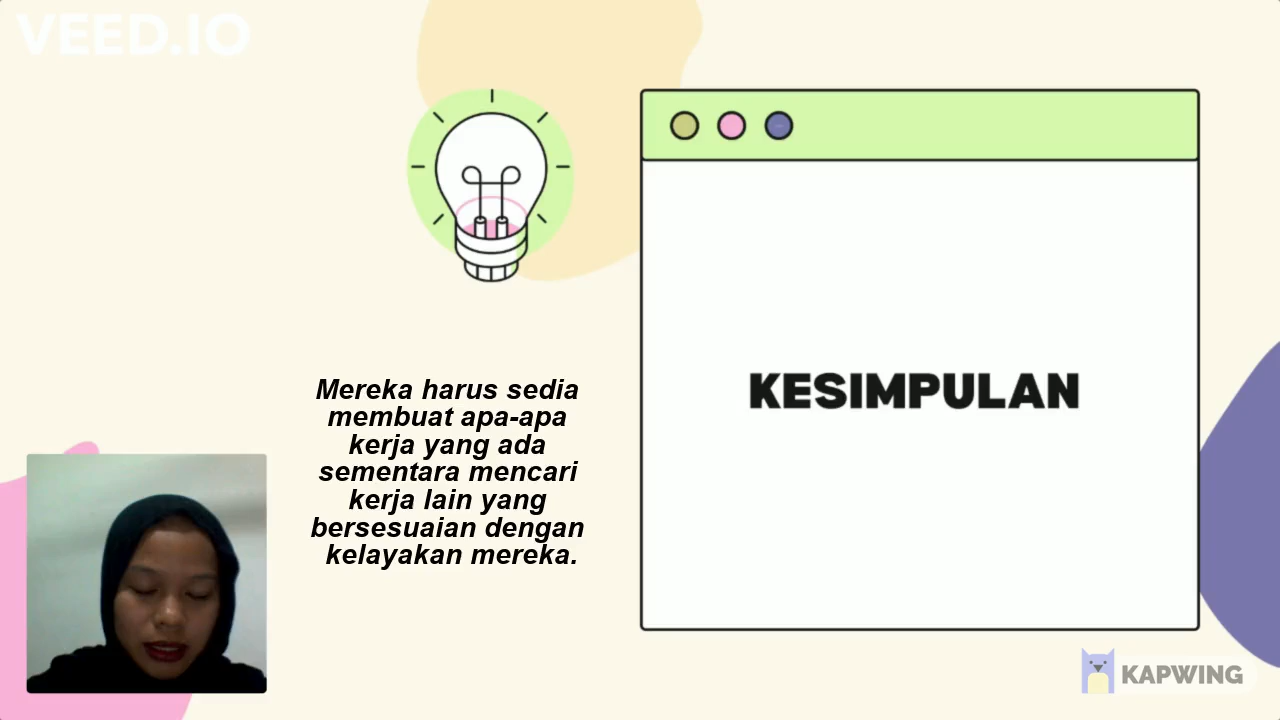 VEED.IO
Mereka harus sedia
membuat apa-apa
kerja yang ada
sementara mencari
kerja lain yang
bersesuaian dengan
kelayakan mereka.
KESIMPULAN
KAPWING